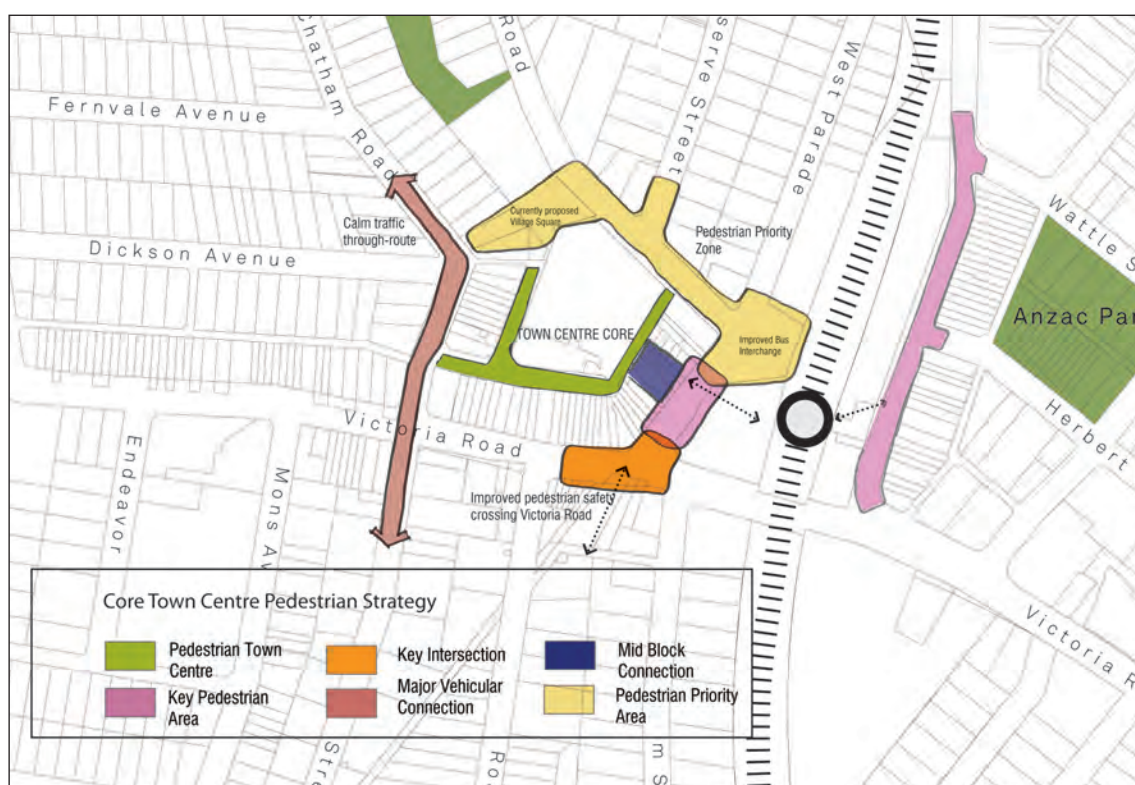 Chatham Road
Road
serve Street
West Parade
Fernvale Avenue
Calm traffic
through-route
Currently proposed
Village Square
Pedestrian Priority
Zone
Wattle S
Dickson Avenue
Anzac Par
TOWN CENTRE CORE
Improved Bus
Interchange
Herbert
Victoria Road
Endeavor
Mons Av
Improved pedestrian safety
crossing Victoria Road
Victoria R
Core Town Centre Pedestrian Strategy
Pedestrian Town
Centre
Key Intersection
Mid Block
Connection
Key Pedestrian
Area
Major Vehicular
Connection
Pedestrian Priority
Area
Stre
Ro
m S